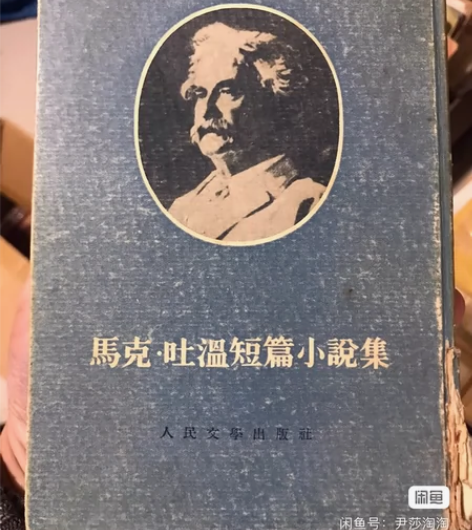 馬克·吐溫短篇小說集
人民文學出版社
闲鱼
闲鱼号：尹莎淘淘